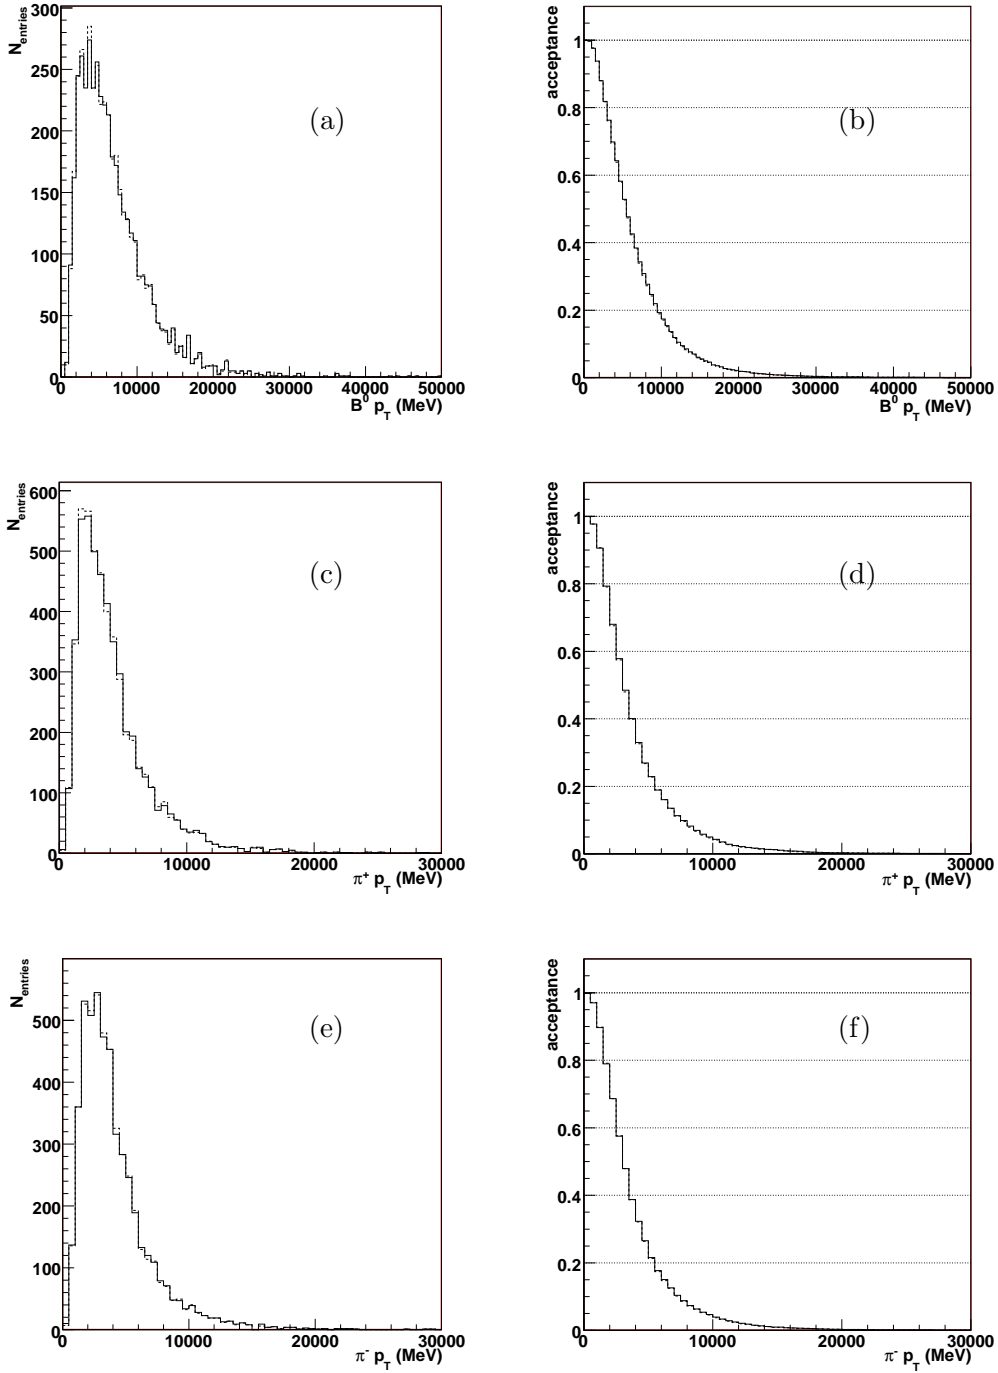 N_entries
300
250
200
150
100
50
0
(a)
0 10000 20000 30000 40000 50000
B^0 p_T (MeV)
acceptance
1
0.8
0.6
0.4
0.2
0
(b)
0 10000 20000 30000 40000 50000
B^0 p_T (MeV)
N_entries
600
500
400
300
200
100
0
(c)
0 10000 20000 30000
π^+ p_T (MeV)
acceptance
1
0.8
0.6
0.4
0.2
0
(d)
0 10000 20000 30000
π^+ p_T (MeV)
N_entries
500
400
300
200
100
0
(e)
0 10000 20000 30000
π^- p_T (MeV)
acceptance
1
0.8
0.6
0.4
0.2
0
(f)
0 10000 20000 30000
π^- p_T (MeV)